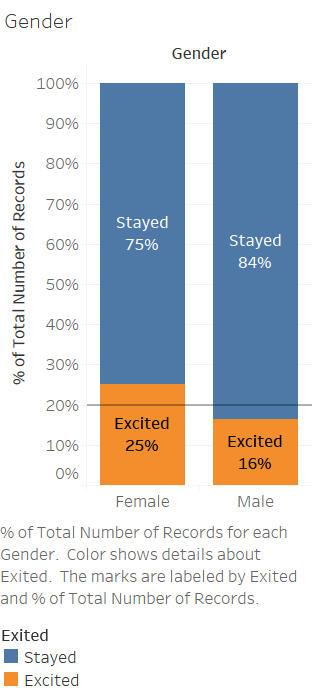 Gender
Gender
% of Total Number of Records
100%
90%
80%
70%
60%
50%
40%
30%
20%
10%
0%
Stayed
75%
Stayed
84%
Excited
25%
Excited
16%
Female
Male
% of Total Number of Records for each
Gender.  Color shows details about
Exited.  The marks are labeled by Exited
and % of Total Number of Records.
Exited
Stayed
Excited